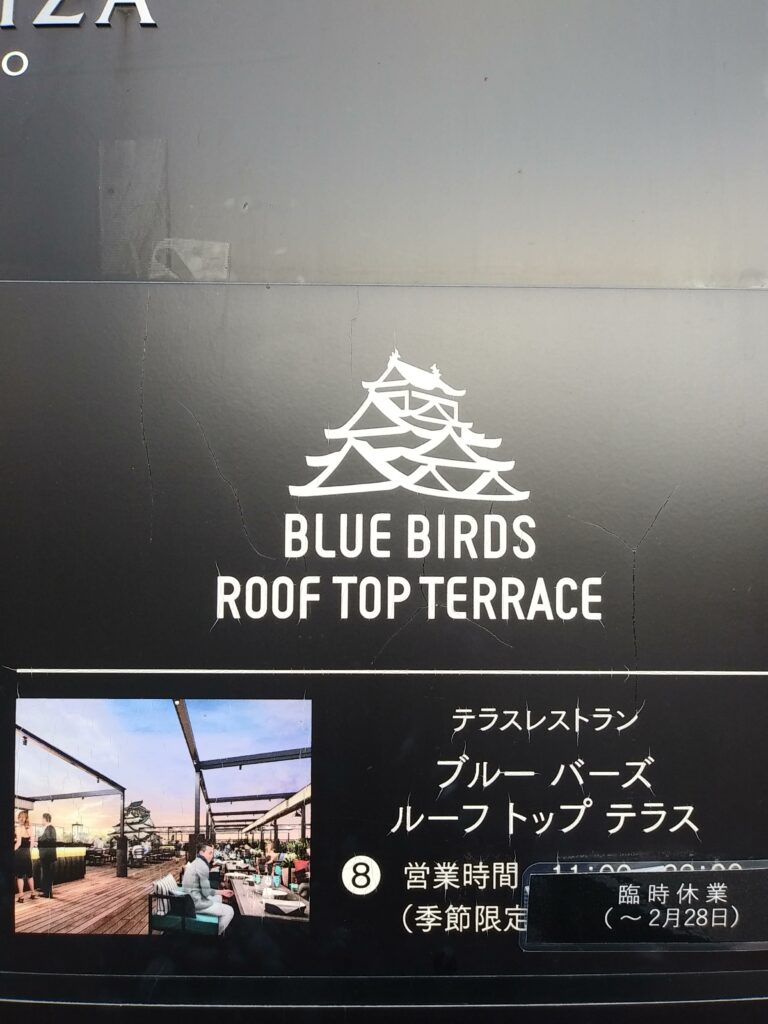 IZA
O
BLUE BIRDS
ROOF TOP TERRACE
テラスレストラン
ブルー バーズ
ルーフ トップ テラス
8 営業時間
(季節限定
臨時休業
(〜2月28日)